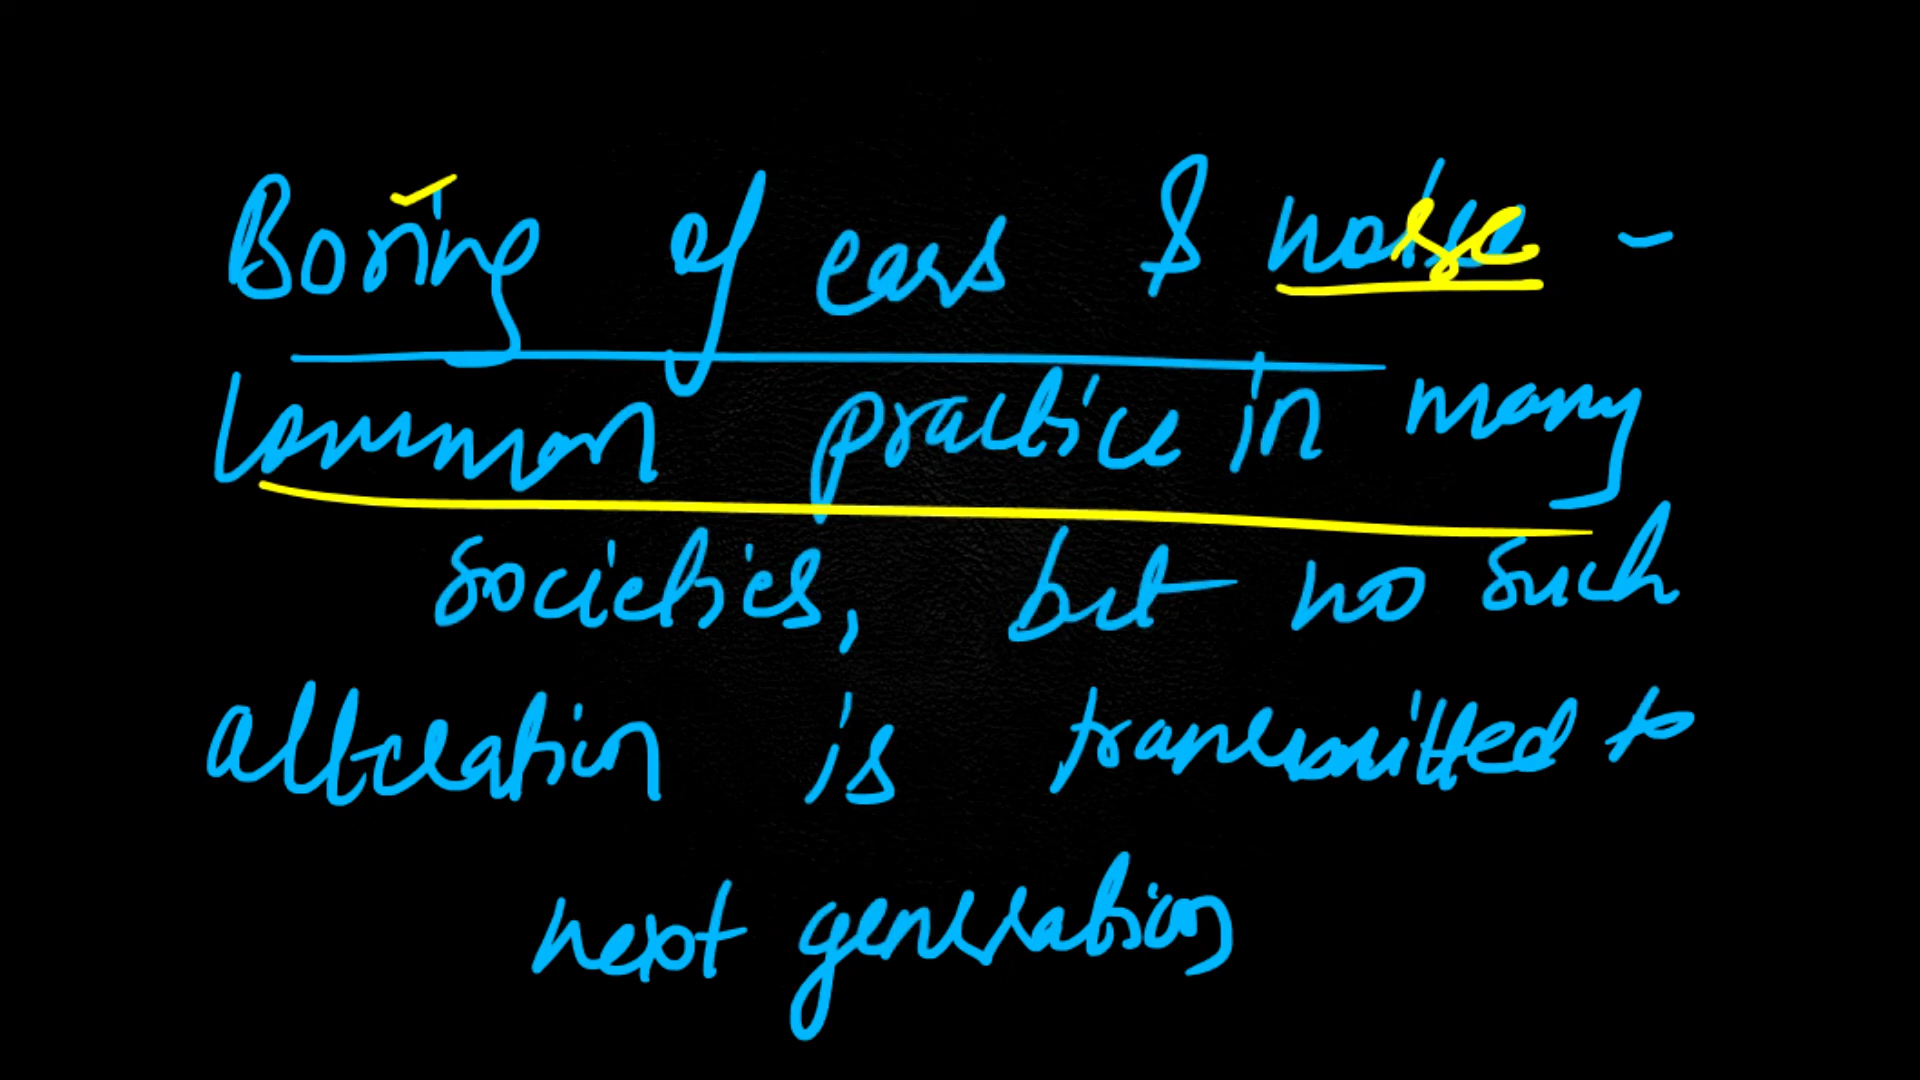 Boring of ears & nose -
Common practice in many
societies, but no such
alteration is transmitted to
next generation